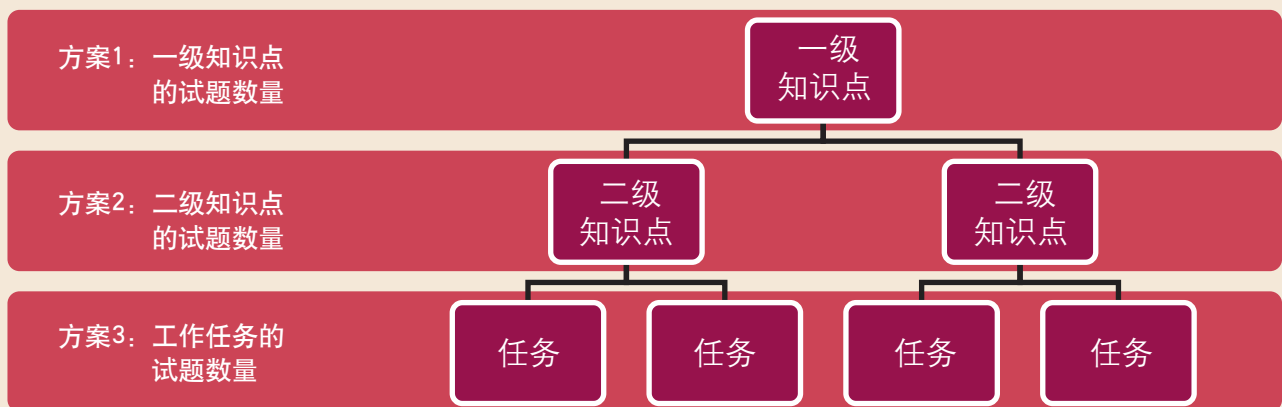 方案1：一级知识点
的试题数量
一级
知识点
方案2：二级知识点
的试题数量
二级
知识点
二级
知识点
方案3：工作任务的
试题数量
任务
任务
任务
任务